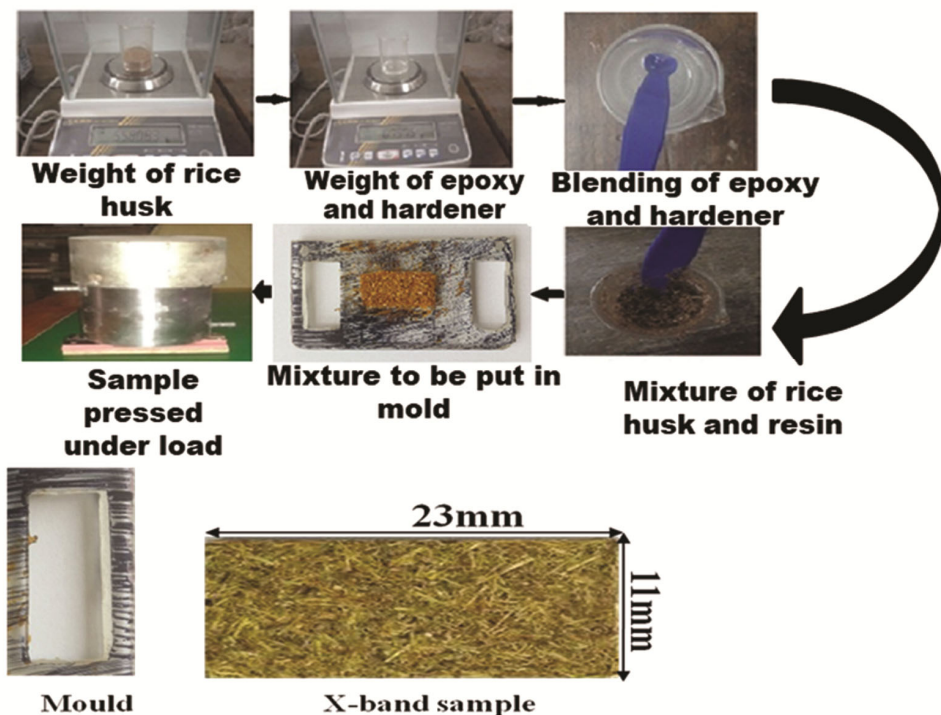 Weight of rice
husk
Weight of epoxy
and hardener
Blending of epoxy
and hardener
Sample
pressed
under load
Mixture to be put in
mold
Mixture of rice
husk and resin
23mm
11mm
Mould
X-band sample